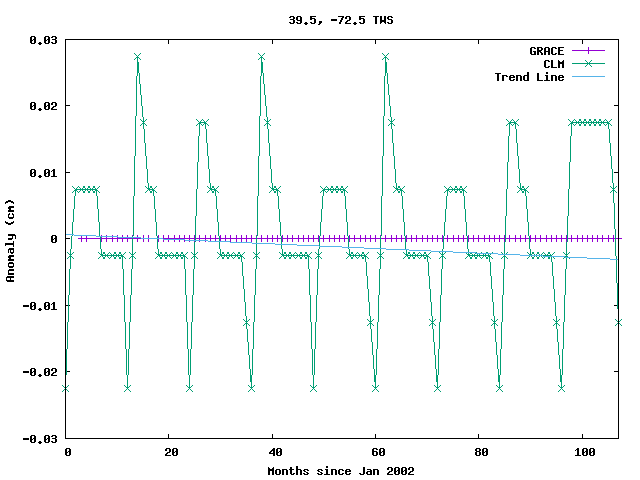 39.5, -72.5 TWS
GRACE
CLM
Trend Line
0.03
0.02
0.01
0
-0.01
-0.02
-0.03
Anomaly (cm)
0 20 40 60 80 100
Months since Jan 2002